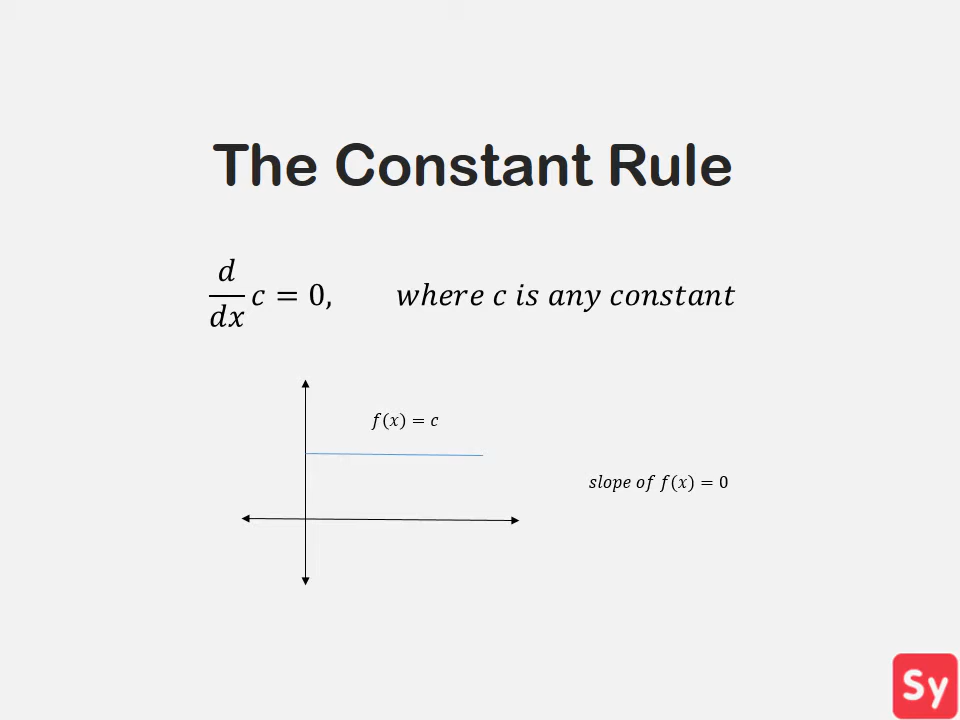 The Constant Rule
d/dx c = 0, where c is any constant
f(x) = c
slope of f(x) = 0
Sy